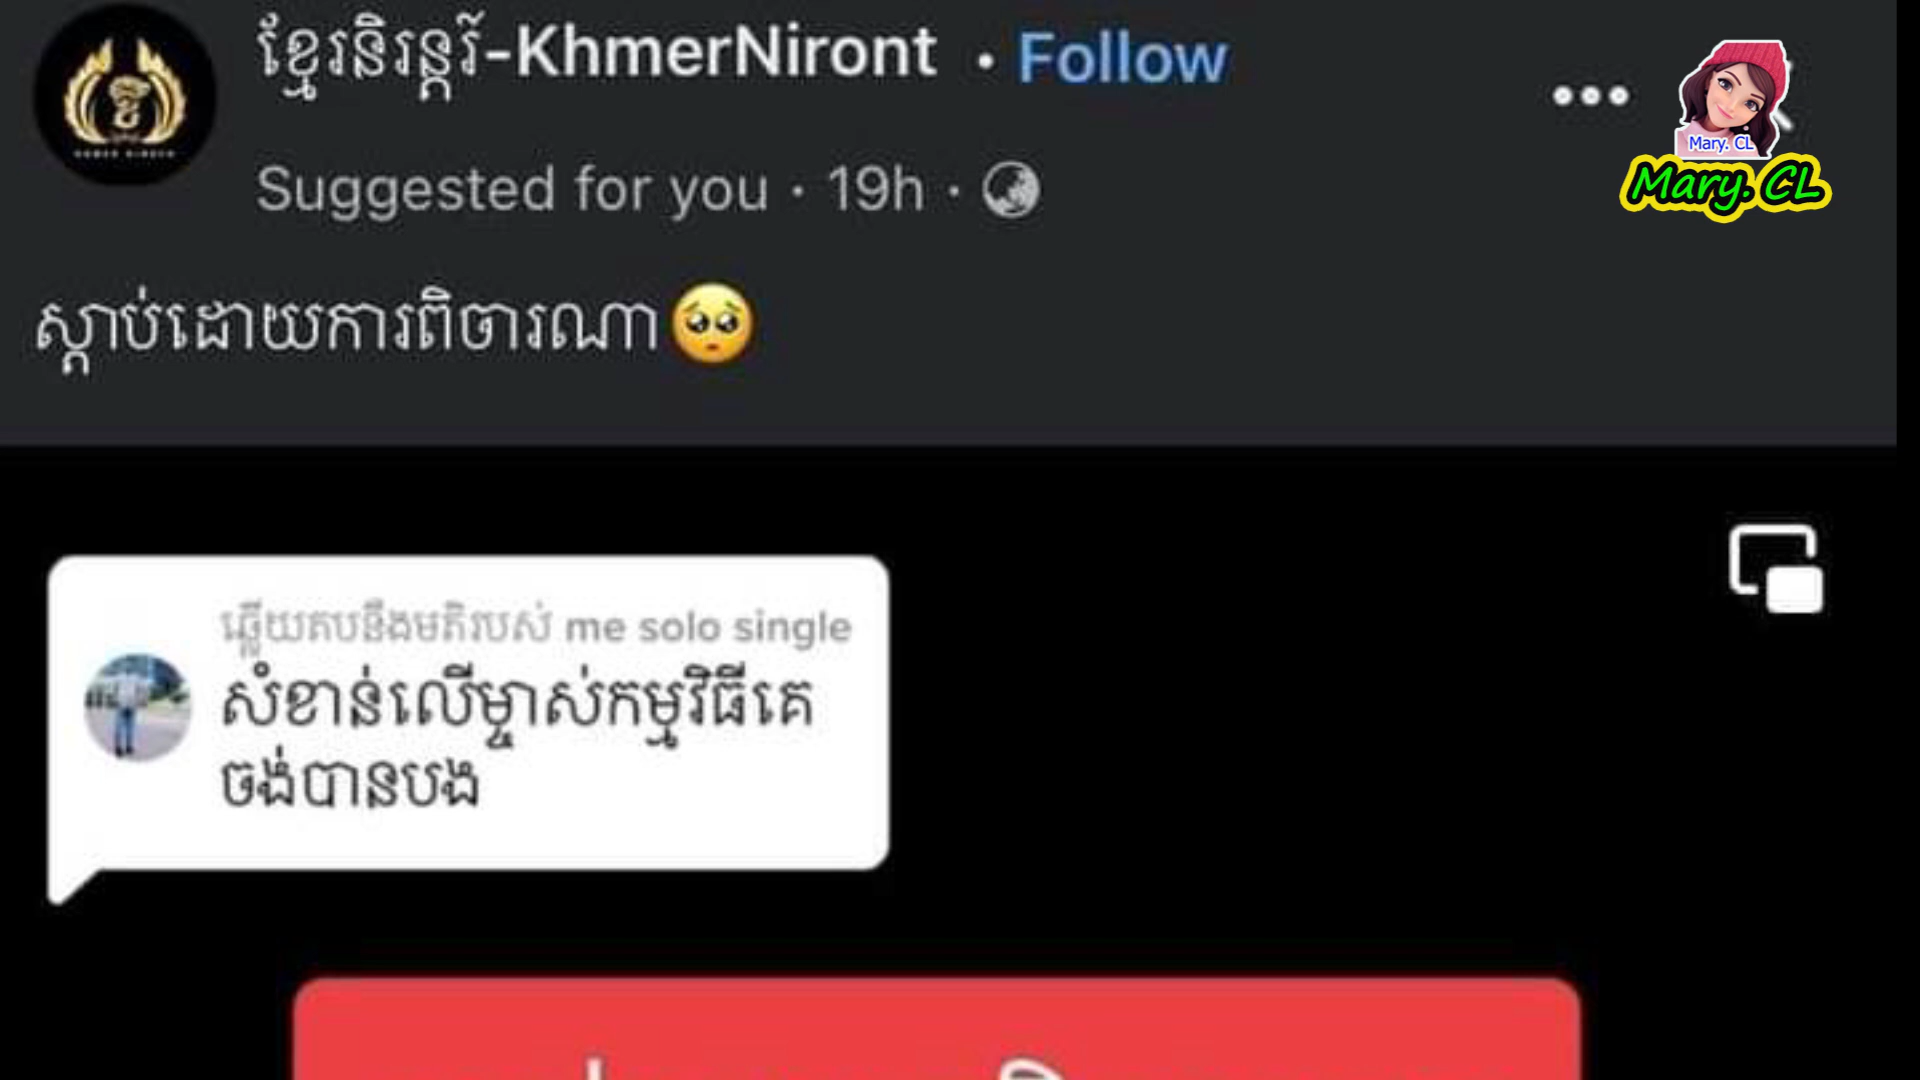 ខ្មែរនិរន្តរ៍-KhmerNiront · Follow
Suggested for you · 19h ·
ស្តាប់ដោយការពិចារណា🥺
Mary. CL
Mary. CL
ឆ្លើយតបនឹងមតិរបស់ me solo single
សំខាន់លើម្ចាស់កម្មវិធីគេ
ចង់បានបង